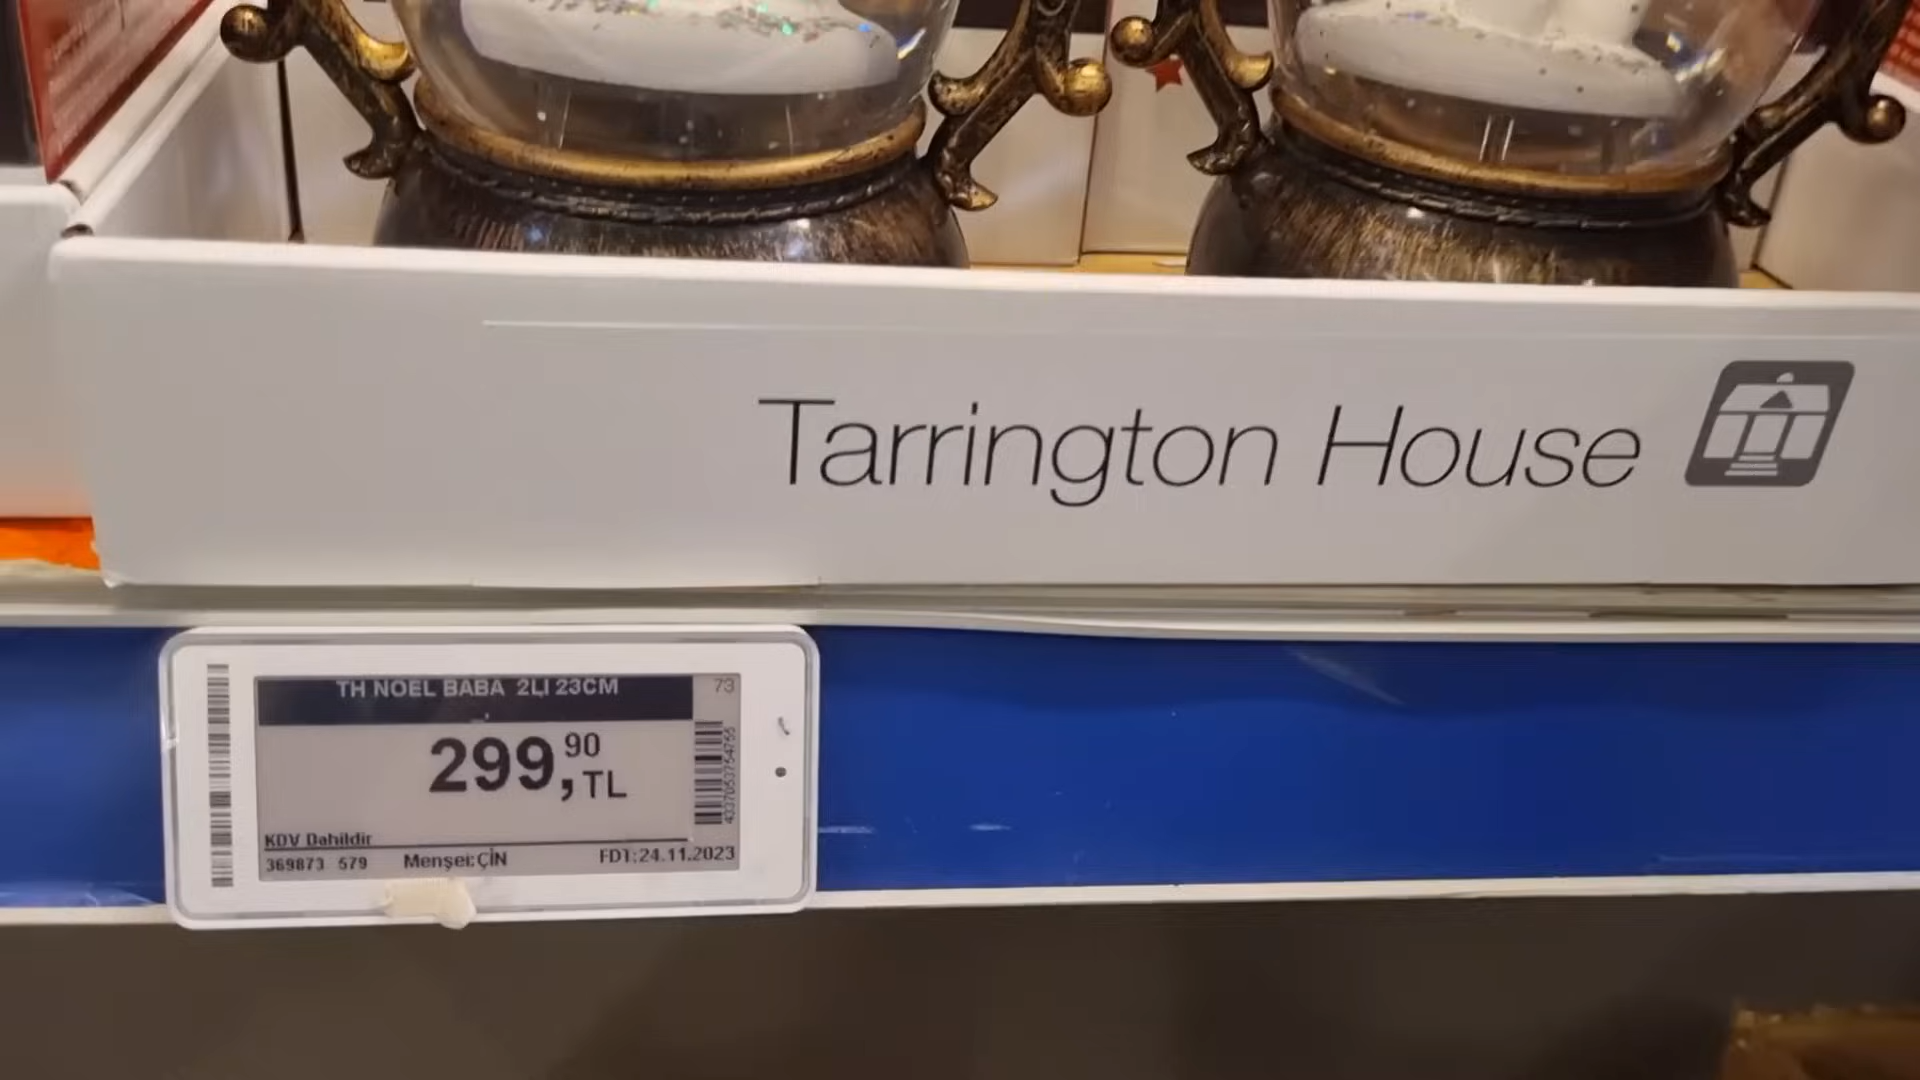 Tarrington House
TH NOEL BABA 2Lİ 23CM
73
299,90 TL
KDV Dahildir
369873 579 Menşei:ÇİN FDT:24.11.2023